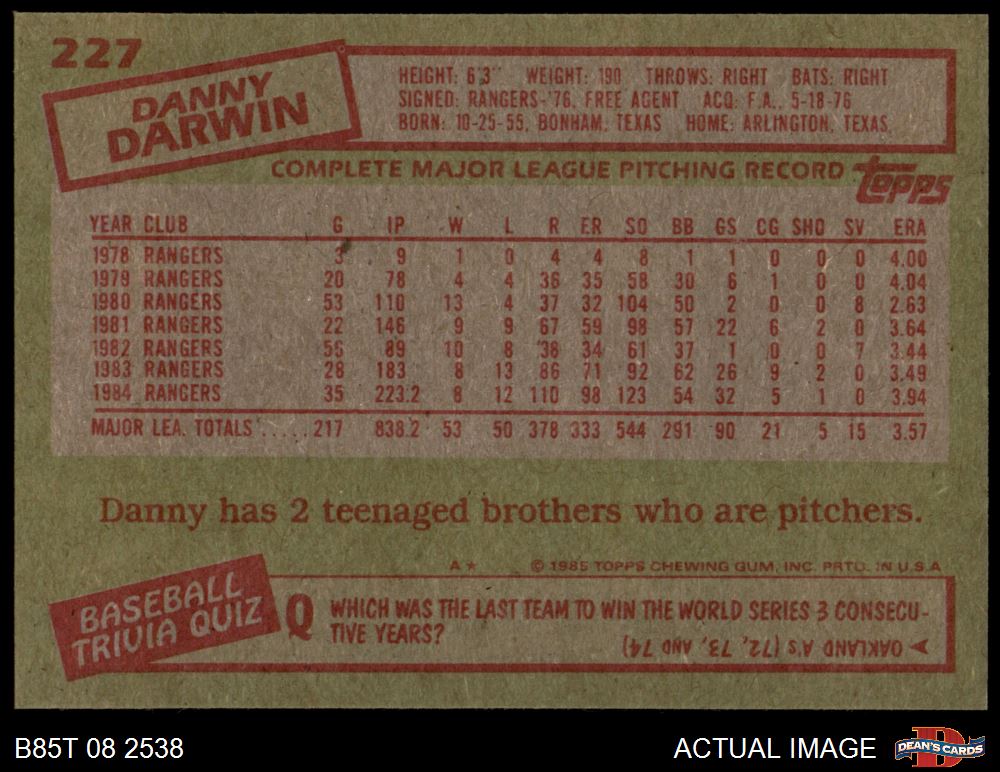 227
DANNY
DARWIN
HEIGHT: 6'3" WEIGHT: 190 THROWS: RIGHT BATS: RIGHT
SIGNED: RANGERS-'76, FREE AGENT ACQ: F.A., 5-18-76
BORN: 10-25-55, BONHAM, TEXAS HOME: ARLINGTON, TEXAS
COMPLETE MAJOR LEAGUE PITCHING RECORD topps
YEAR CLUB G IP W L R ER SO BB GS CG SHO SV ERA
1978 RANGERS 3 9 1 0 4 4 8 1 1 0 0 0 4.00
1979 RANGERS 20 78 4 4 36 35 58 30 6 1 0 0 4.04
1980 RANGERS 53 110 13 4 37 32 104 50 2 0 0 8 2.63
1981 RANGERS 22 146 9 9 67 59 98 57 22 6 2 0 3.64
1982 RANGERS 56 89 10 8 38 34 61 37 1 0 0 7 3.44
1983 RANGERS 28 183 8 13 86 71 92 62 26 9 2 0 3.49
1984 RANGERS 35 223.2 8 12 110 98 123 54 32 5 1 0 3.94
MAJOR LEA. TOTALS .....217 838.2 53 50 378 333 544 291 90 21 5 15 3.57
Danny has 2 teenaged brothers who are pitchers.
A* © 1985 TOPPS CHEWING GUM, INC. PRTD. IN U.S.A
BASEBALL
TRIVIA QUIZ
Q WHICH WAS THE LAST TEAM TO WIN THE WORLD SERIES 3 CONSECU-
TIVE YEARS?
➤ OAKLAND A's (72, 73, AND 74)
B85T 08 2538
ACTUAL IMAGE
D
DEAN'S CARDS